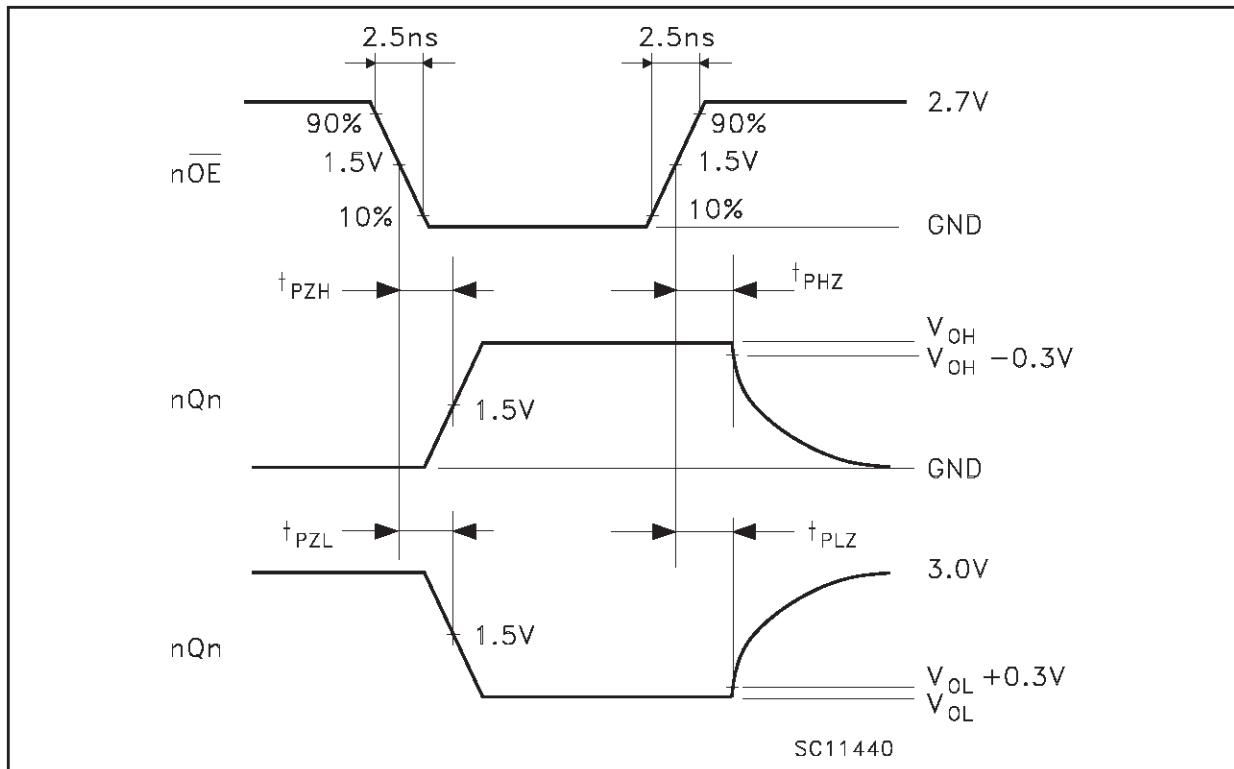 2.5ns 2.5ns
2.7V
90% 90%
nOE 1.5V 1.5V
10% 10%
GND
tPZH tPHZ
VOH
VOH −0.3V
nQn 1.5V
GND
tPZL tPLZ
3.0V
nQn 1.5V
VOL +0.3V
VOL
SC11440